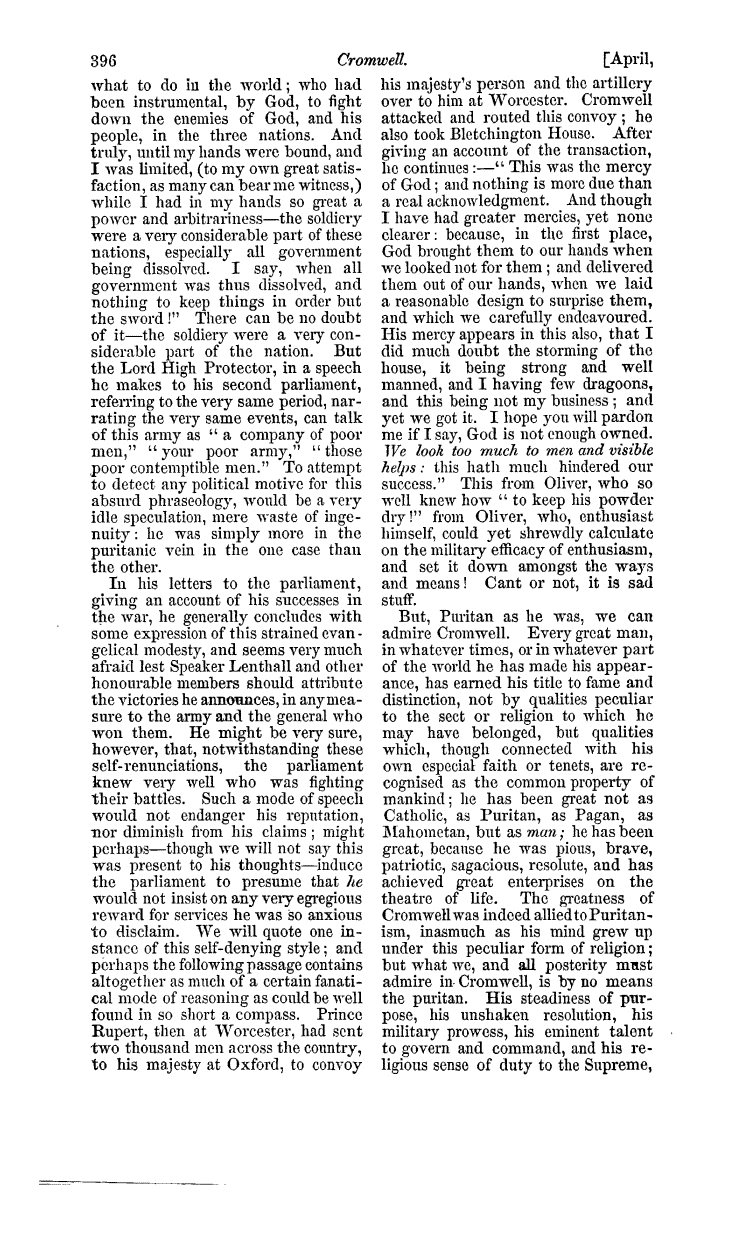 396
Cromwell.
[April,
what to do in the world; who had
been instrumental, by God, to fight
down the enemies of God, and his
people, in the three nations. And
truly, until my hands were bound, and
I was limited, (to my own great satis-
faction, as many can bear me witness,)
while I had in my hands so great a
power and arbitrariness—the soldiery
were a very considerable part of these
nations, especially all government
being dissolved. I say, when all
government was thus dissolved, and
nothing to keep things in order but
the sword!" There can be no doubt
of it—the soldiery were a very con-
siderable part of the nation. But
the Lord High Protector, in a speech
he makes to his second parliament,
referring to the very same period, nar-
rating the very same events, can talk
of this army as "a company of poor
men," "your poor army," "those
poor contemptible men." To attempt
to detect any political motive for this
absurd phraseology, would be a very
idle speculation, mere waste of inge-
nuity: he was simply more in the
puritanic vein in the one case than
the other.
In his letters to the parliament,
giving an account of his successes in
the war, he generally concludes with
some expression of this strained evan-
gelical modesty, and seems very much
afraid lest Speaker Lenthall and other
honourable members should attribute
the victories he announces, in any mea-
sure to the army and the general who
won them. He might be very sure,
however, that, notwithstanding these
self-renunciations, the parliament
knew very well who was fighting
their battles. Such a mode of speech
would not endanger his reputation,
nor diminish from his claims; might
perhaps—though we will not say this
was present to his thoughts—induce
the parliament to presume that he
would not insist on any very egregious
reward for services he was so anxious
to disclaim. We will quote one in-
stance of this self-denying style; and
perhaps the following passage contains
altogether as much of a certain fanati-
cal mode of reasoning as could be well
found in so short a compass. Prince
Rupert, then at Worcester, had sent
two thousand men across the country,
to his majesty at Oxford, to convoy
his majesty's person and the artillery
over to him at Worcester. Cromwell
attacked and routed this convoy; he
also took Bletchington House. After
giving an account of the transaction,
he continues:—"This was the mercy
of God; and nothing is more due than
a real acknowledgment. And though
I have had greater mercies, yet none
clearer: because, in the first place,
God brought them to our hands when
we looked not for them; and delivered
them out of our hands, when we laid
a reasonable design to surprise them,
and which we carefully endeavoured.
His mercy appears in this also, that I
did much doubt the storming of the
house, it being strong and well
manned, and I having few dragoons,
and this being not my business; and
yet we got it. I hope you will pardon
me if I say, God is not enough owned.
We look too much to men and visible
helps: this hath much hindered our
success." This from Oliver, who so
well knew how "to keep his powder
dry!" from Oliver, who, enthusiast
himself, could yet shrewdly calculate
on the military efficacy of enthusiasm,
and set it down amongst the ways
and means! Cant or not, it is sad
stuff.
But, Puritan as he was, we can
admire Cromwell. Every great man,
in whatever times, or in whatever part
of the world he has made his appear-
ance, has earned his title to fame and
distinction, not by qualities peculiar
to the sect or religion to which he
may have belonged, but qualities
which, though connected with his
own especial faith or tenets, are re-
cognised as the common property of
mankind; he has been great not as
Catholic, as Puritan, as Pagan, as
Mahometan, but as man; he has been
great, because he was pious, brave,
patriotic, sagacious, resolute, and has
achieved great enterprises on the
theatre of life. The greatness of
Cromwell was indeed allied to Puritan-
ism, inasmuch as his mind grew up
under this peculiar form of religion;
but what we, and all posterity must
admire in Cromwell, is by no means
the puritan. His steadiness of pur-
pose, his unshaken resolution, his
military prowess, his eminent talent
to govern and command, and his re-
ligious sense of duty to the Supreme,